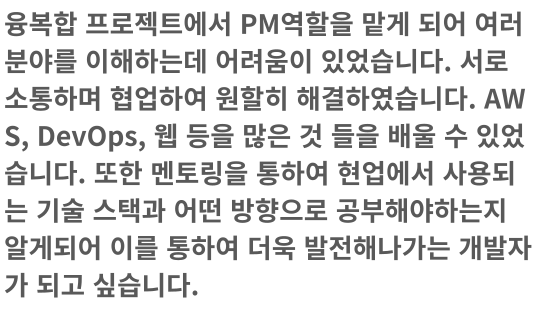 융복합 프로젝트에서 PM역할을 맡게 되어 여러
분야를 이해하는데 어려움이 있었습니다. 서로
소통하며 협업하여 원할히 해결하였습니다. AW
S, DevOps, 웹 등을 많은 것 들을 배울 수 있었
습니다. 또한 멘토링을 통하여 현업에서 사용되
는 기술 스택과 어떤 방향으로 공부해야하는지
알게되어 이를 통하여 더욱 발전해나가는 개발자
가 되고 싶습니다.